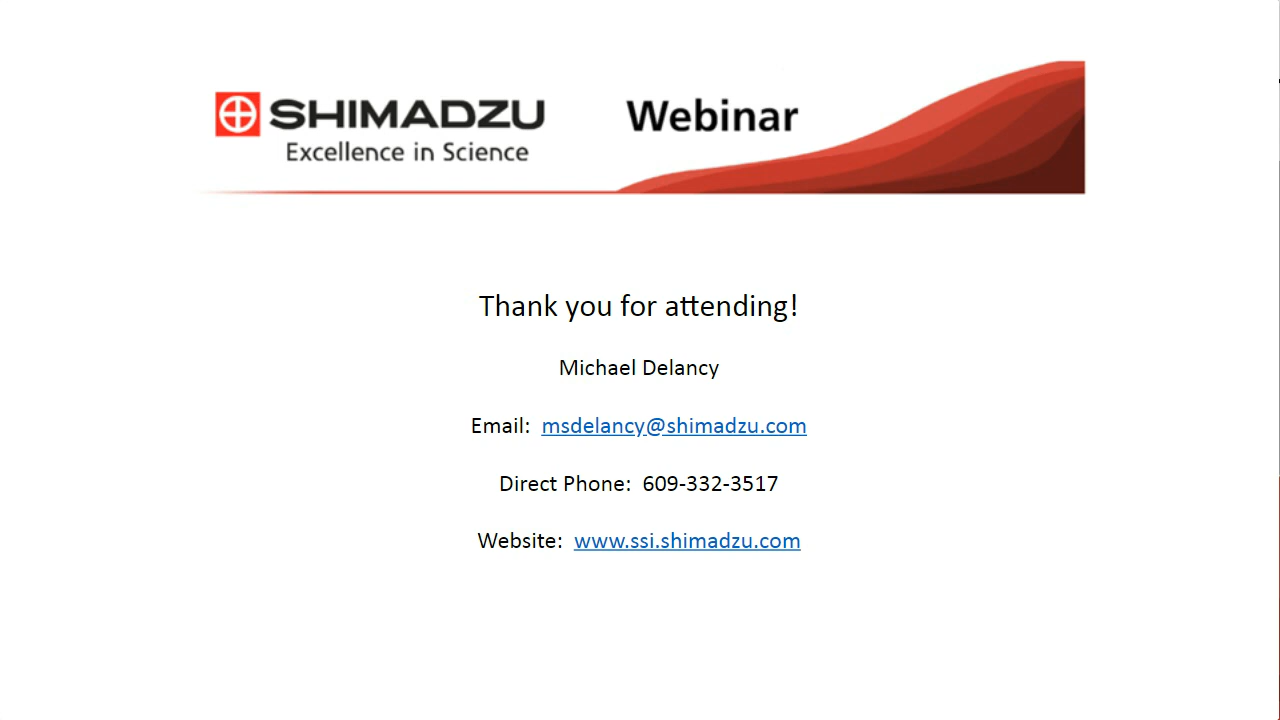 SHIMADZU
Excellence in Science
Webinar
Thank you for attending!
Michael Delancy
Email: msdelancy@shimadzu.com
Direct Phone: 609-332-3517
Website: www.ssi.shimadzu.com